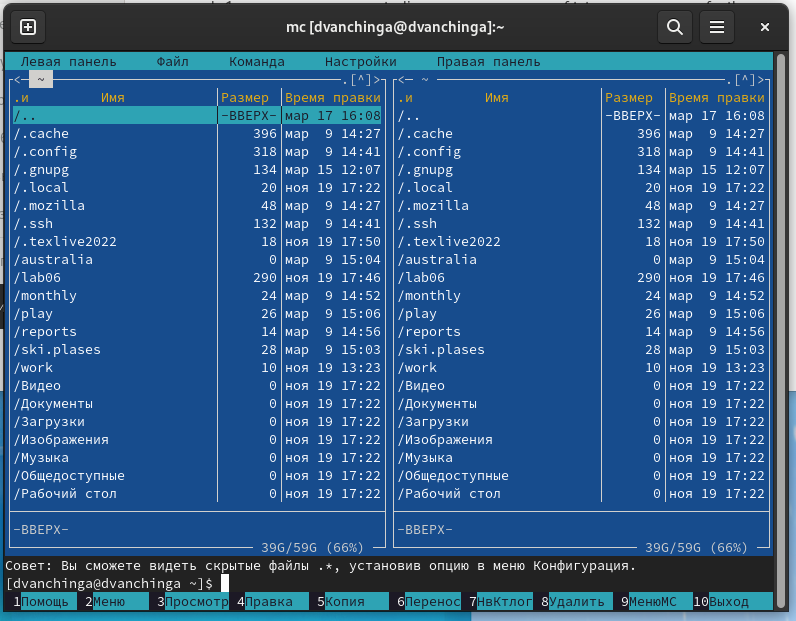 mc [dvanchinga@dvanchinga]:~
Левая панель Файл Команда Настройки Правая панель
<— ~ .[^]> <— ~ .[^]>
.и Имя Размер Время правки .и Имя Размер Время правки
/.. -ВВЕРХ- мар 17 16:08 /.. -ВВЕРХ- мар 17 16:08
/.cache 396 мар 9 14:27 /.cache 396 мар 9 14:27
/.config 318 мар 9 14:41 /.config 318 мар 9 14:41
/.gnupg 134 мар 15 12:07 /.gnupg 134 мар 15 12:07
/.local 20 ноя 19 17:22 /.local 20 ноя 19 17:22
/.mozilla 48 мар 9 14:27 /.mozilla 48 мар 9 14:27
/.ssh 132 мар 9 14:41 /.ssh 132 мар 9 14:41
/.texlive2022 18 ноя 19 17:50 /.texlive2022 18 ноя 19 17:50
/australia 0 мар 9 15:04 /australia 0 мар 9 15:04
/lab06 290 ноя 19 17:46 /lab06 290 ноя 19 17:46
/monthly 24 мар 9 14:52 /monthly 24 мар 9 14:52
/play 26 мар 9 15:06 /play 26 мар 9 15:06
/reports 14 мар 9 14:56 /reports 14 мар 9 14:56
/ski.plases 28 мар 9 15:03 /ski.plases 28 мар 9 15:03
/work 10 ноя 19 13:23 /work 10 ноя 19 13:23
/Видео 0 ноя 19 17:22 /Видео 0 ноя 19 17:22
/Документы 0 ноя 19 17:22 /Документы 0 ноя 19 17:22
/Загрузки 0 ноя 19 17:22 /Загрузки 0 ноя 19 17:22
/Изображения 0 ноя 19 17:22 /Изображения 0 ноя 19 17:22
/Музыка 0 ноя 19 17:22 /Музыка 0 ноя 19 17:22
/Общедоступные 0 ноя 19 17:22 /Общедоступные 0 ноя 19 17:22
/Рабочий стол 0 ноя 19 17:22 /Рабочий стол 0 ноя 19 17:22
-ВВЕРХ- -ВВЕРХ-
39G/59G (66%) 39G/59G (66%)
Совет: Вы сможете видеть скрытые файлы .*, установив опцию в меню Конфигурация.
[dvanchinga@dvanchinga ~]$
1Помощь 2Меню 3Просмотр 4Правка 5Копия 6Перенос 7НвКтлог 8Удалить 9МенюМС 10Выход